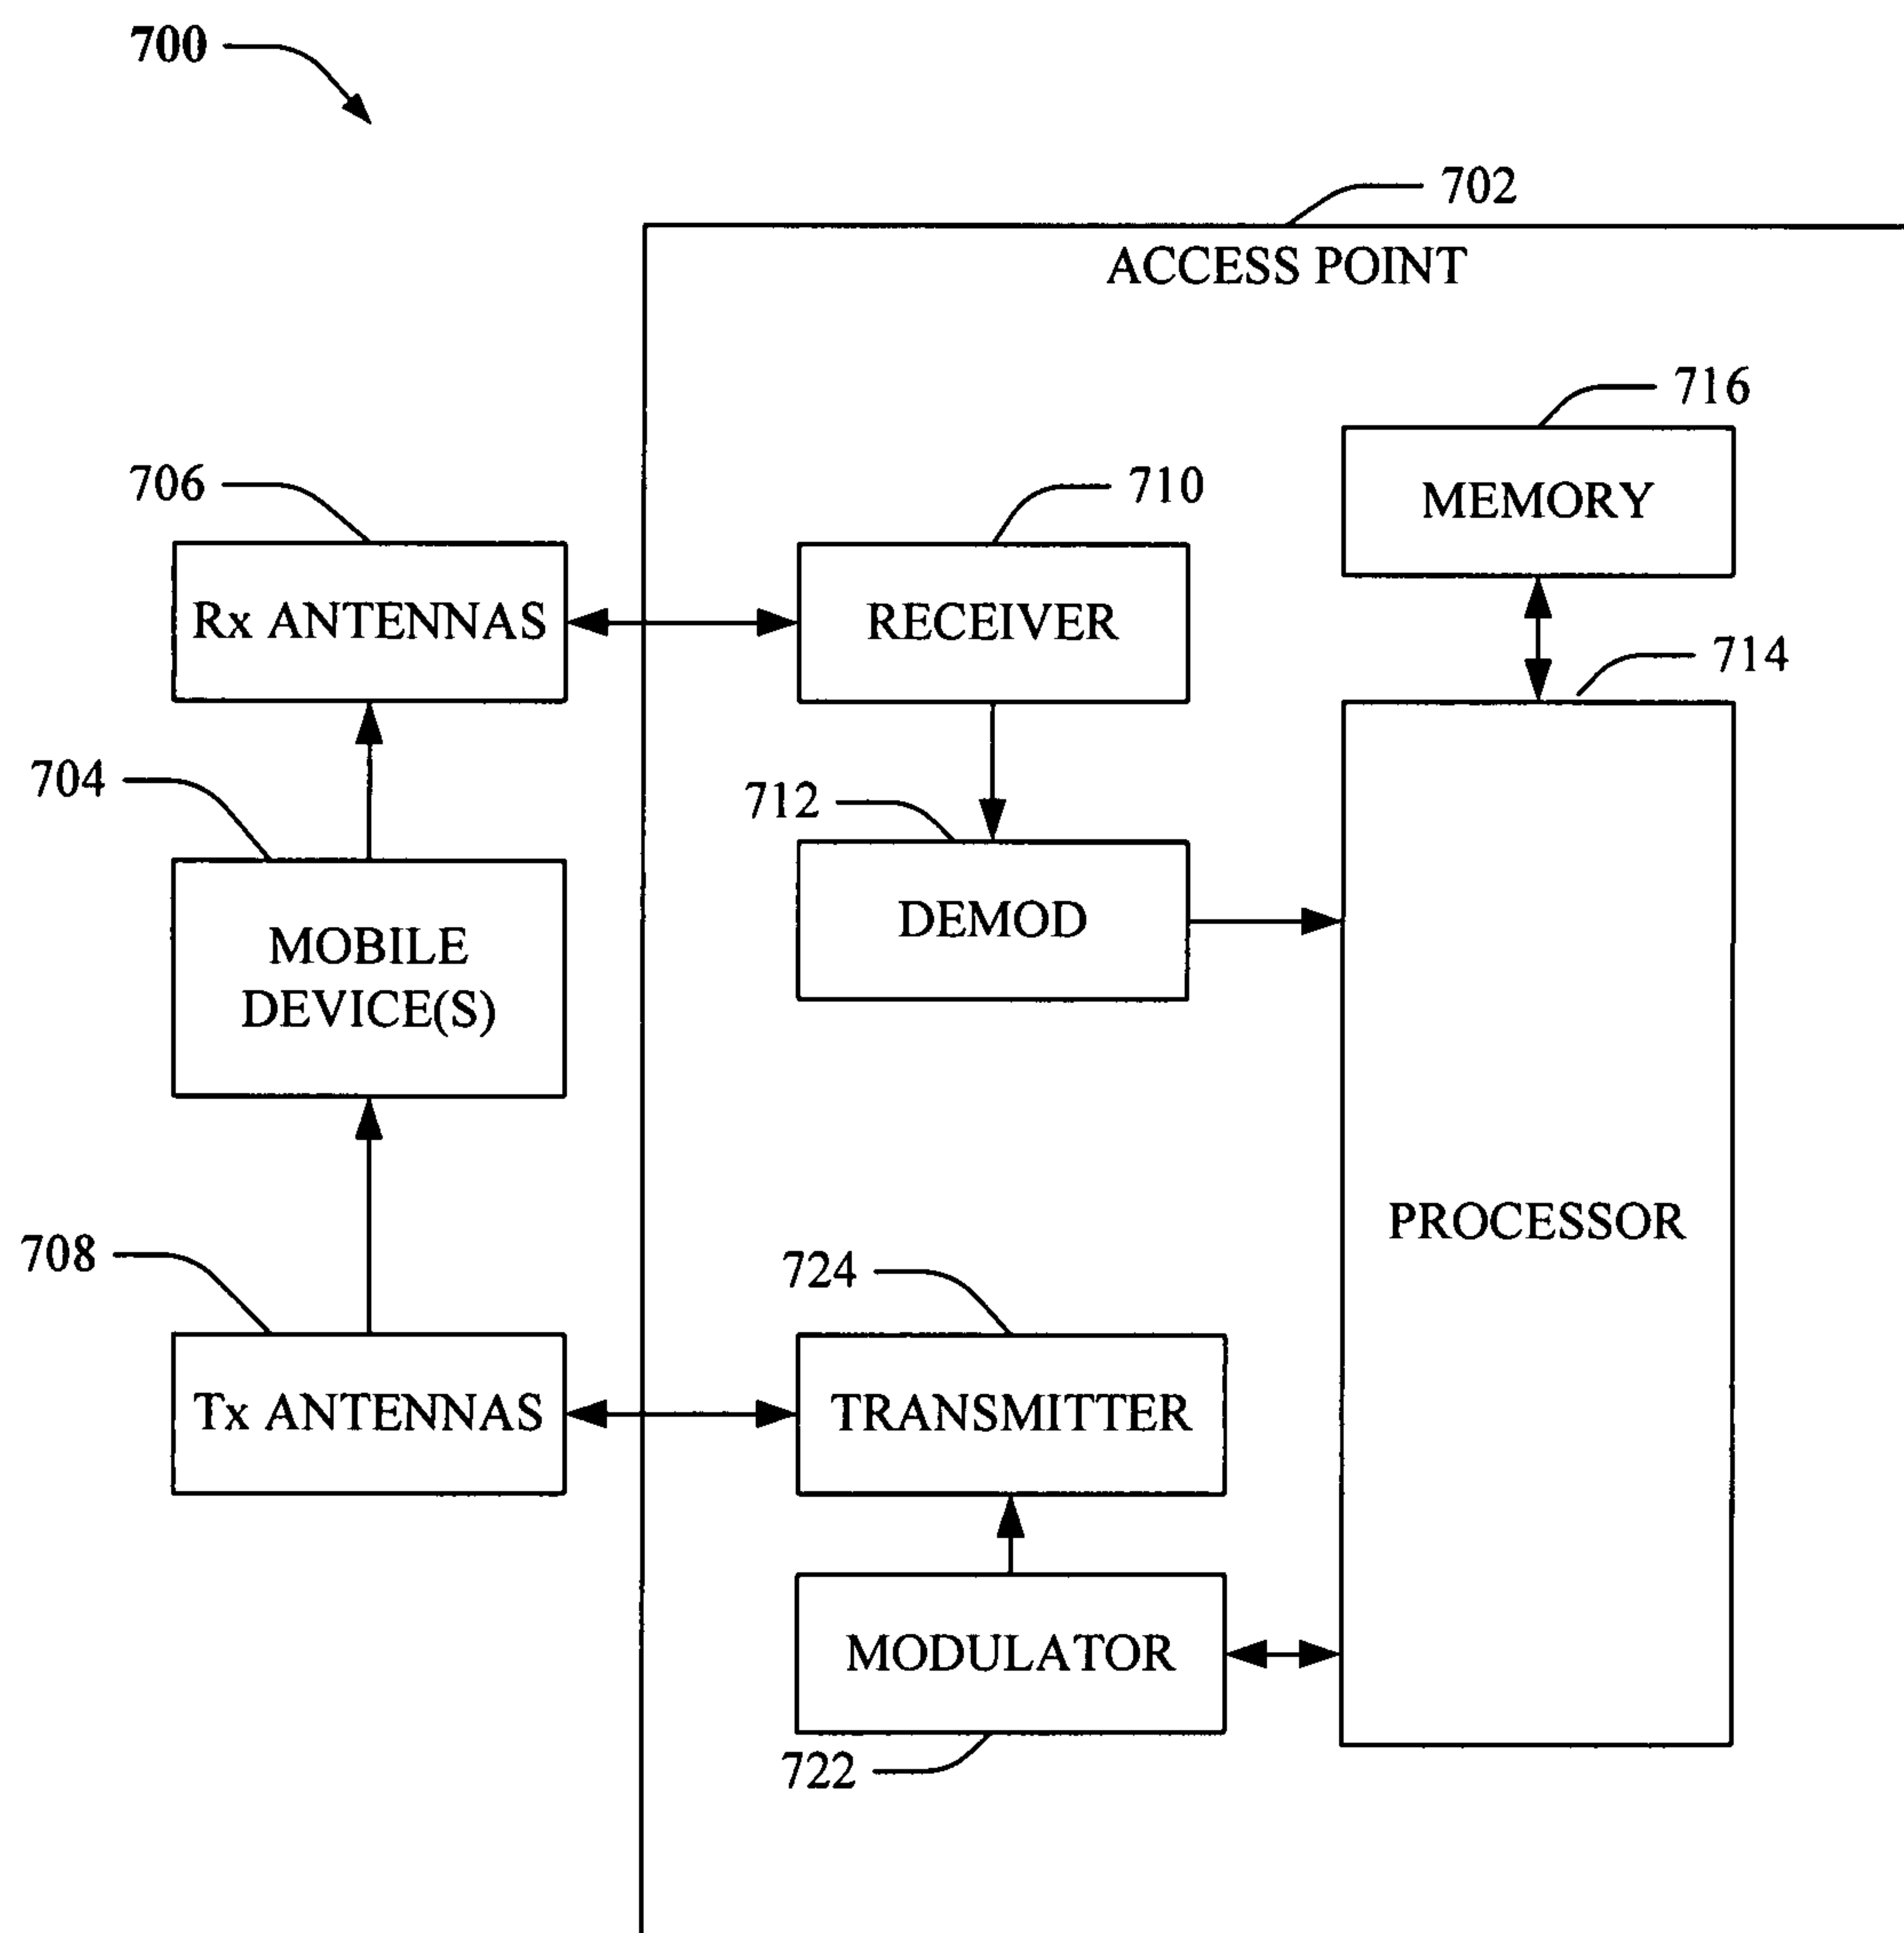 700
702
ACCESS POINT
716
MEMORY
706
710
Rx ANTENNAS
RECEIVER
714
704
712
DEMOD
MOBILE
DEVICE(S)
PROCESSOR
708
724
Tx ANTENNAS
TRANSMITTER
MODULATOR
722